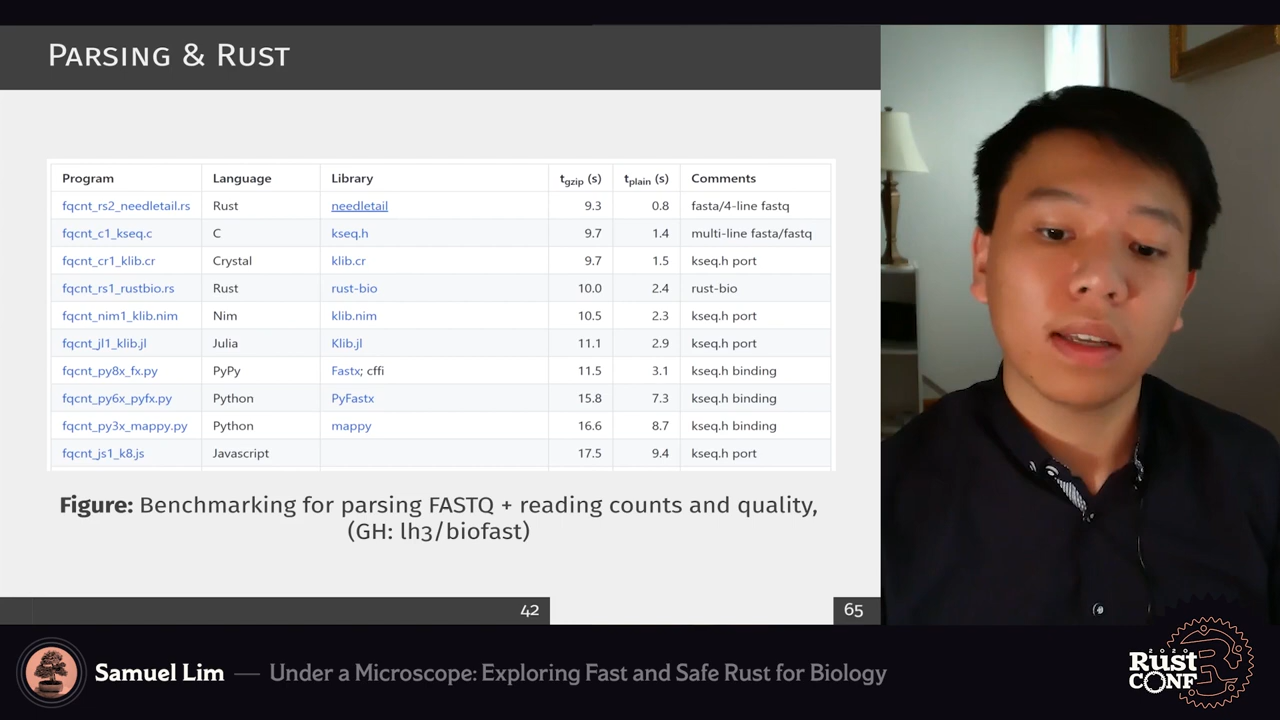 Parsing & Rust
Program Language Library tgzip (s) tplain (s) Comments
fqcnt_rs2_needletail.rs Rust needletail 9.3 0.8 fasta/4-line fastq
fqcnt_c1_kseq.c C kseq.h 9.7 1.4 multi-line fasta/fastq
fqcnt_cr1_klib.cr Crystal klib.cr 9.7 1.5 kseq.h port
fqcnt_rs1_rustbio.rs Rust rust-bio 10.0 2.4 rust-bio
fqcnt_nim1_klib.nim Nim klib.nim 10.5 2.3 kseq.h port
fqcnt_jl1_klib.jl Julia Klib.jl 11.1 2.9 kseq.h port
fqcnt_py8x_fx.py PyPy Fastx; cffi 11.5 3.1 kseq.h binding
fqcnt_py6x_pyfx.py Python PyFastx 15.8 7.3 kseq.h binding
fqcnt_py3x_mappy.py Python mappy 16.6 8.7 kseq.h binding
fqcnt_js1_k8.js Javascript 17.5 9.4 kseq.h port
Figure: Benchmarking for parsing FASTQ + reading counts and quality,
(GH: lh3/biofast)
42 65
Samuel Lim — Under a Microscope: Exploring Fast and Safe Rust for Biology
2020
Rust
CONF